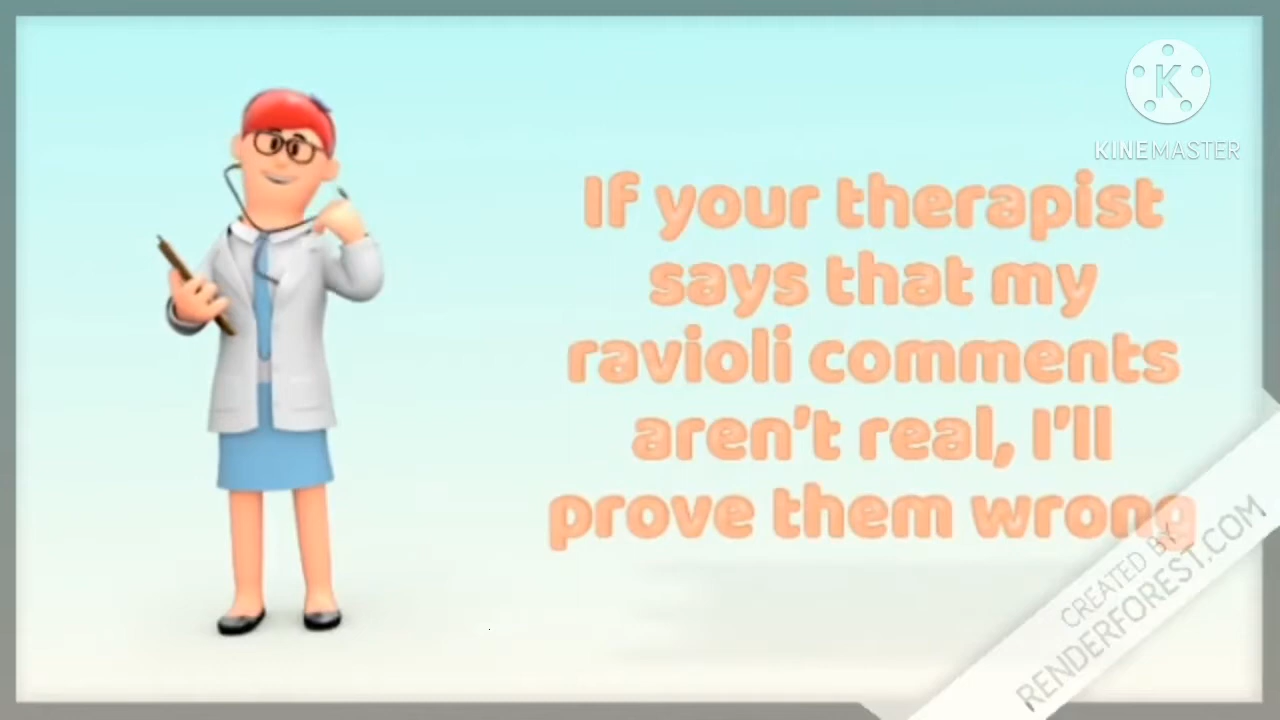 K
KINEMASTER
If your therapist
says that my
ravioli comments
aren't real, I'll
prove them wrong
CREATED BY
RENDERFOREST.COM